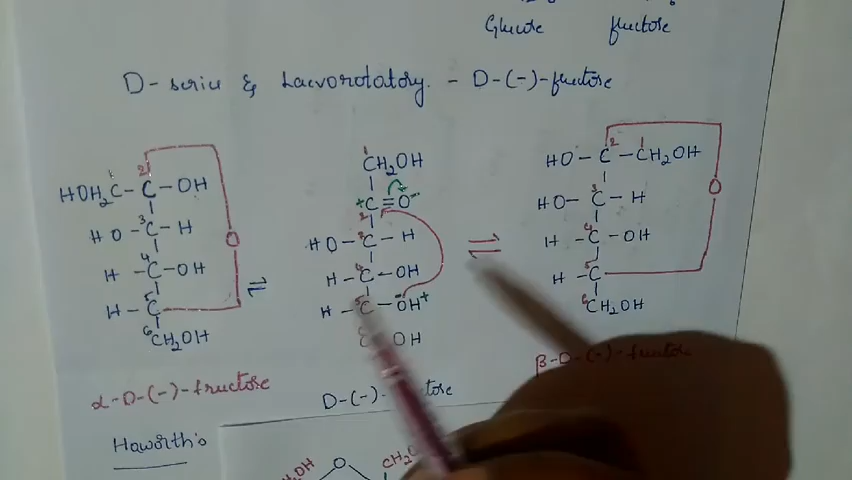 Glucose fructose
D-series & Laevorotatory. - D-(-)-fructose
HOH2C - C - OH
HO - C - H
H - C - OH
H - C
CH2OH
O
α-D-(-)-fructose
⇌
CH2OH
C = O
HO - C - H
H - C - OH
H - C - OH+
OH
D-(-)-
⇌
HO - C - CH2OH
HO - C - H
H - C - OH
H - C
CH2OH
O
β-D-(-)-fructose
Haworth's
O